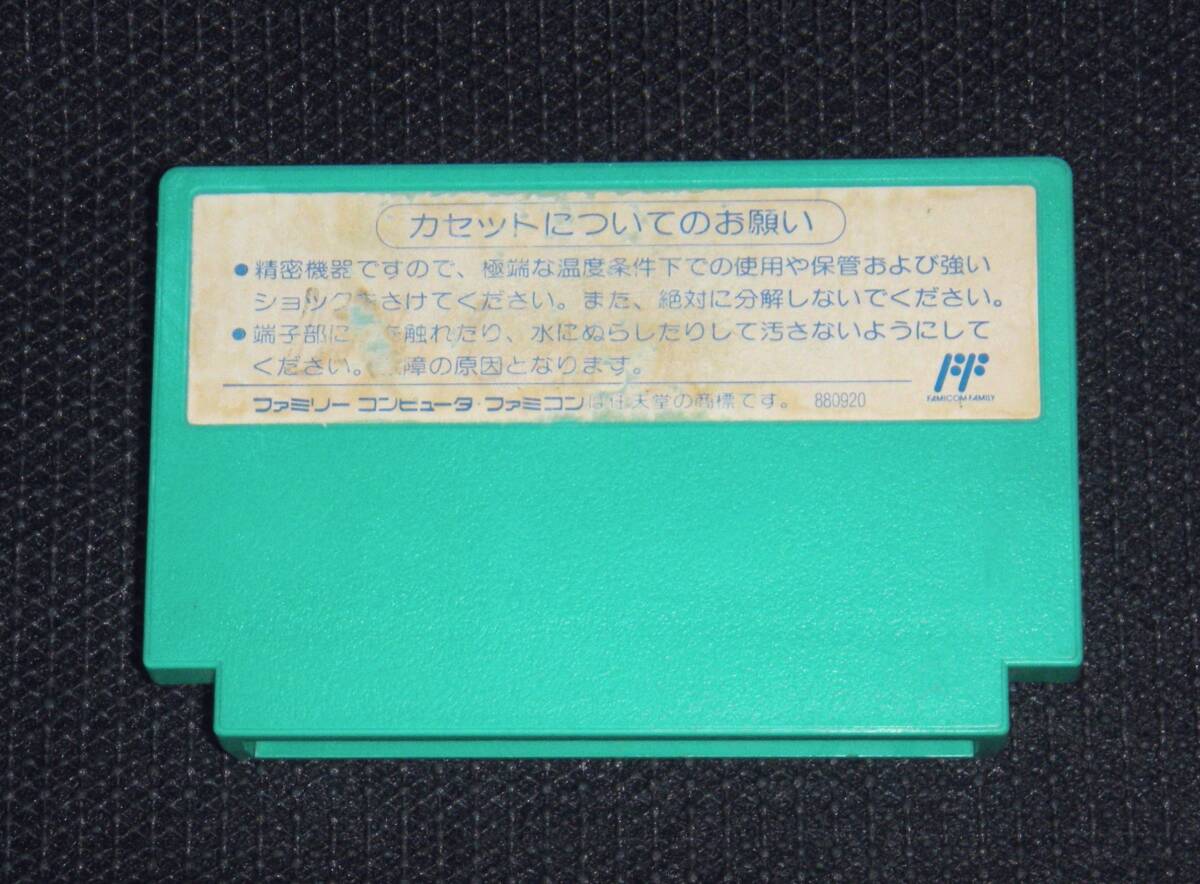 カセットについてのお願い
●精密機器ですので、極端な温度条件下での使用や保管および強い
ショックをさけてください。また、絶対に分解しないでください。
●端子部に 触れたり、水にぬらしたりして汚さないようにして
ください。 障の原因となります。
ファミリーコンピュータ・ファミコンは任天堂の商標です。 880920
FF
FAMICOM FAMILY